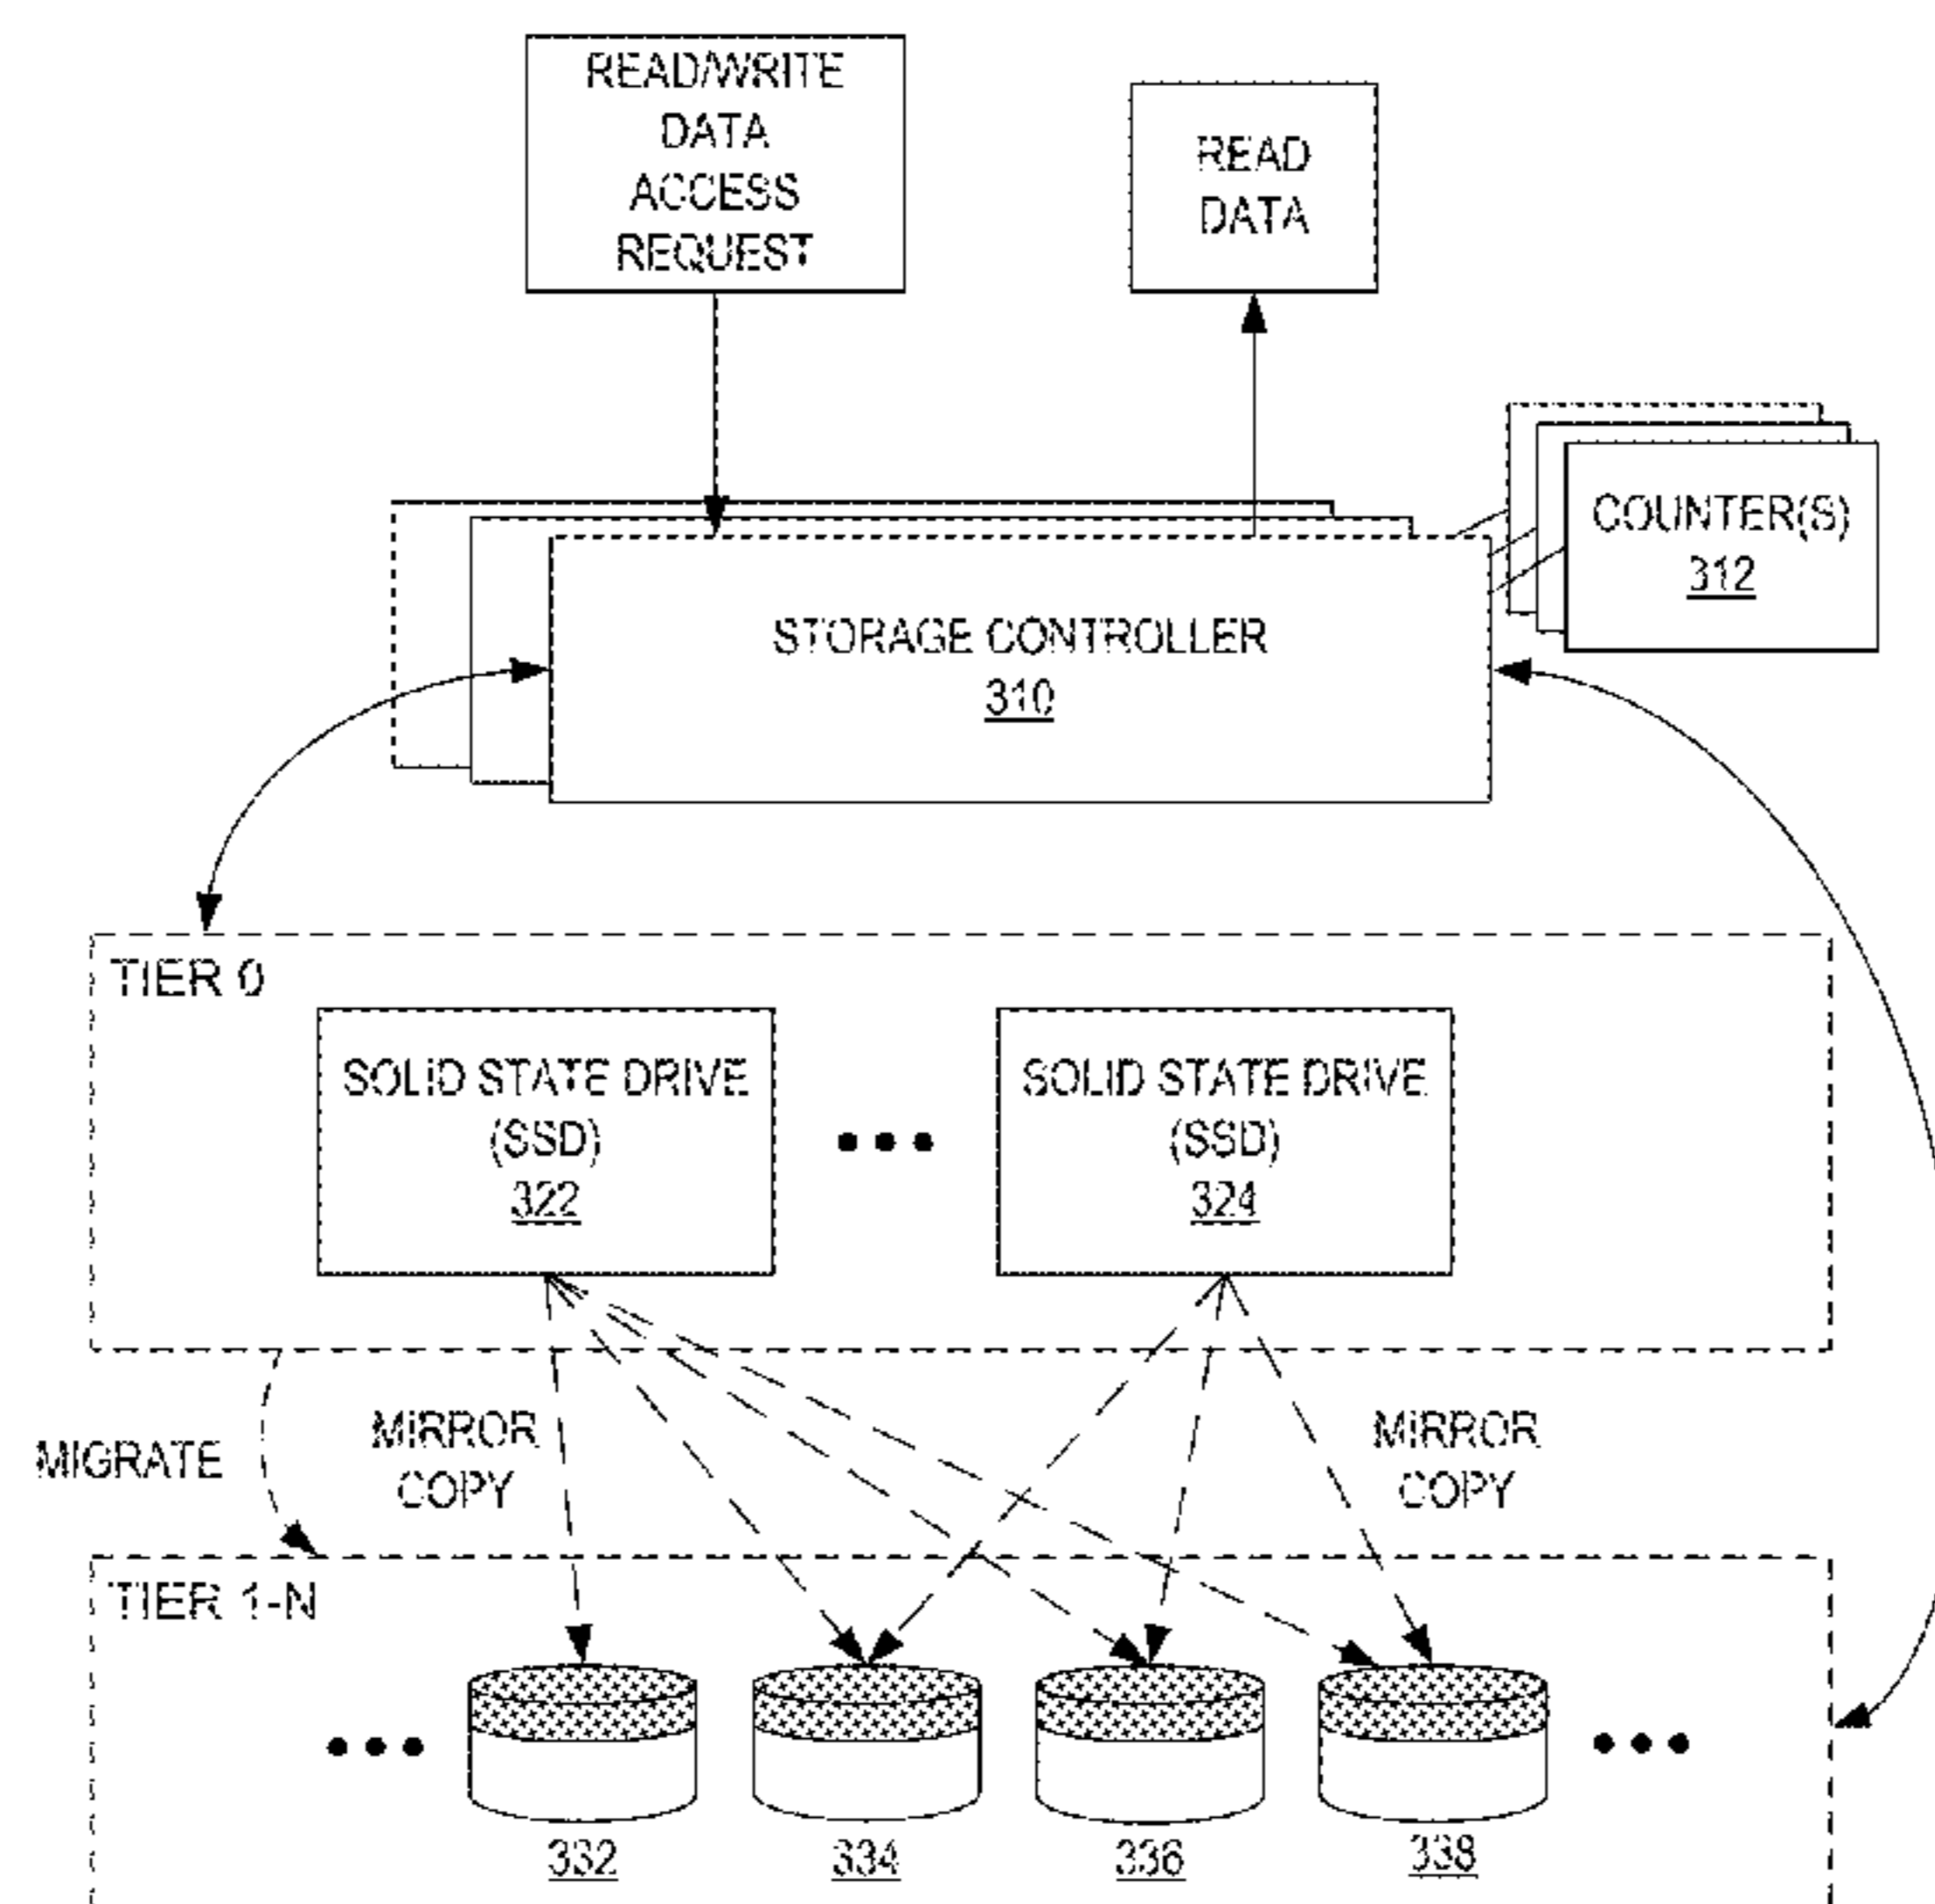 READ/WRITE
DATA
ACCESS
REQUEST
READ
DATA
COUNTER(S)
312
STORAGE CONTROLLER
310
TIER 0
SOLID STATE DRIVE
(SSD)
322
SOLID STATE DRIVE
(SSD)
324
MIGRATE
MIRROR
COPY
MIRROR
COPY
TIER 1-N
332
334
336
338